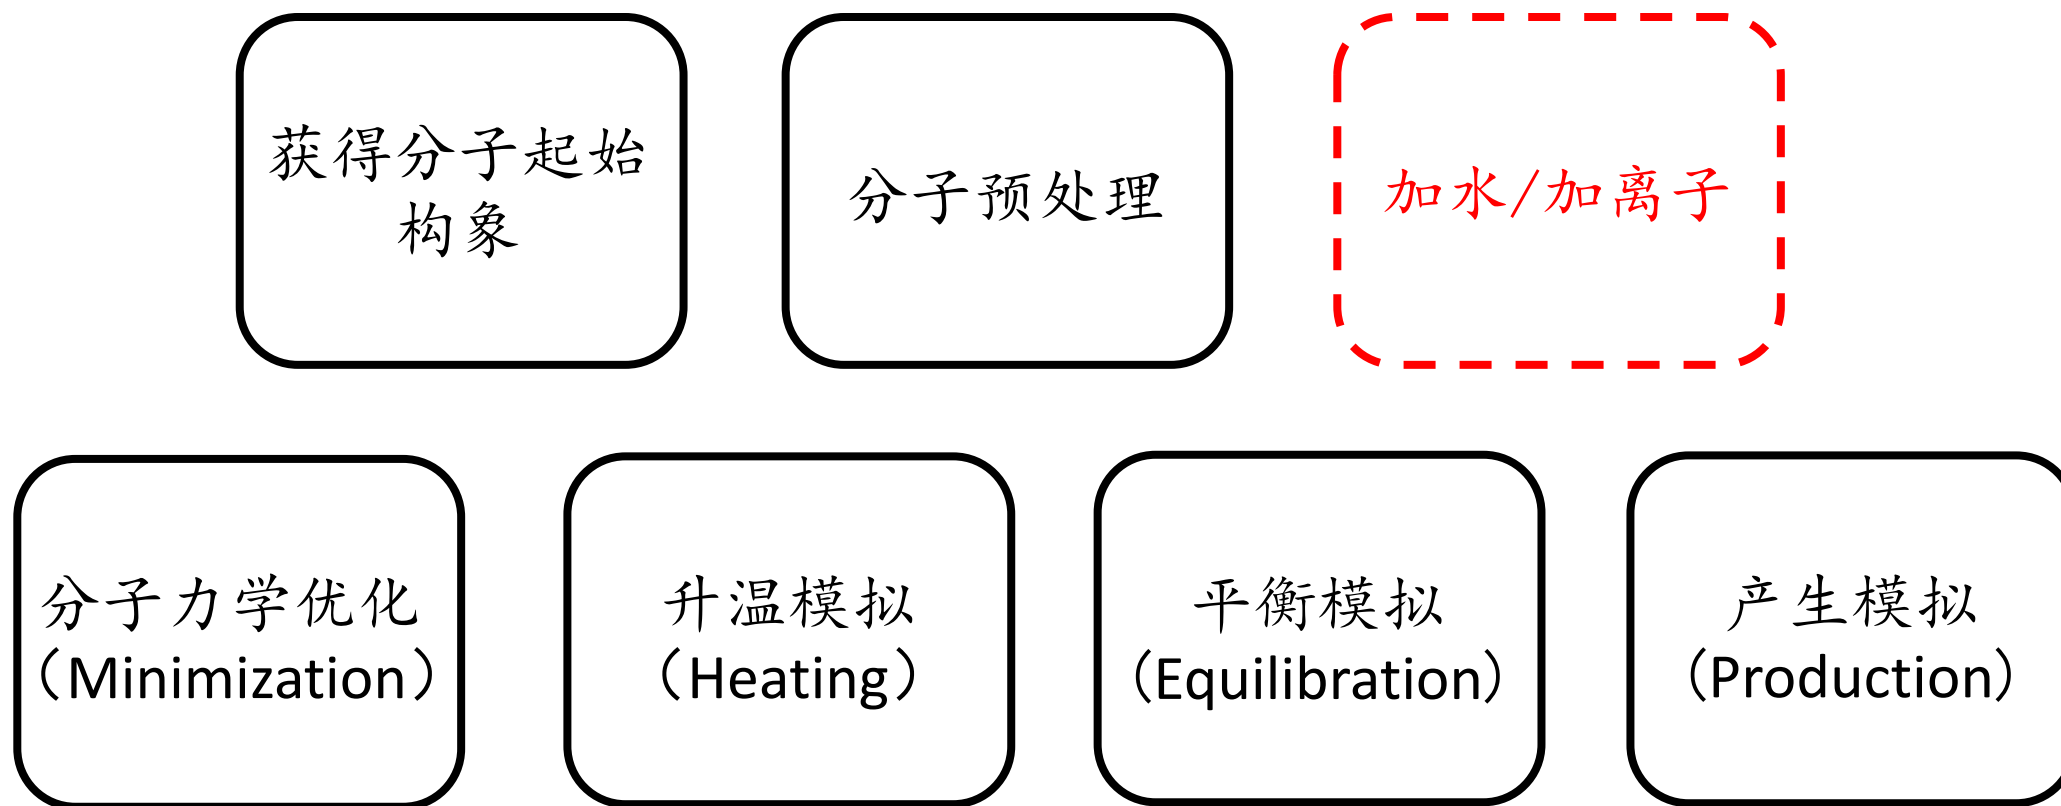 获得分子起始
构象
分子预处理
加水/加离子
分子力学优化
（Minimization）
升温模拟
（Heating）
平衡模拟
（Equilibration）
产生模拟
（Production）